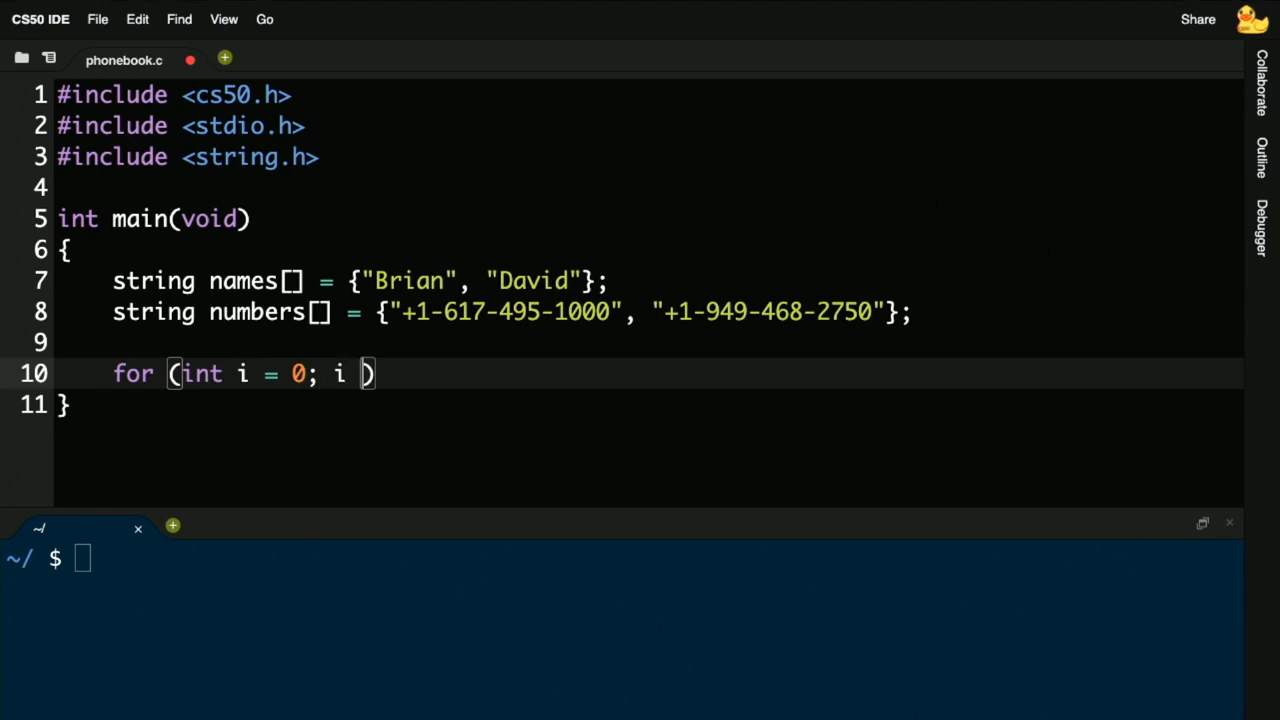 CS50 IDE File Edit Find View Go Share
phonebook.c
1 #include <cs50.h>
2 #include <stdio.h>
3 #include <string.h>
4
5 int main(void)
6 {
7 string names[] = {"Brian", "David"};
8 string numbers[] = {"+1-617-495-1000", "+1-949-468-2750"};
9
10 for (int i = 0; i )
11 }
~/
~/ $
Collaborate
Outline
Debugger